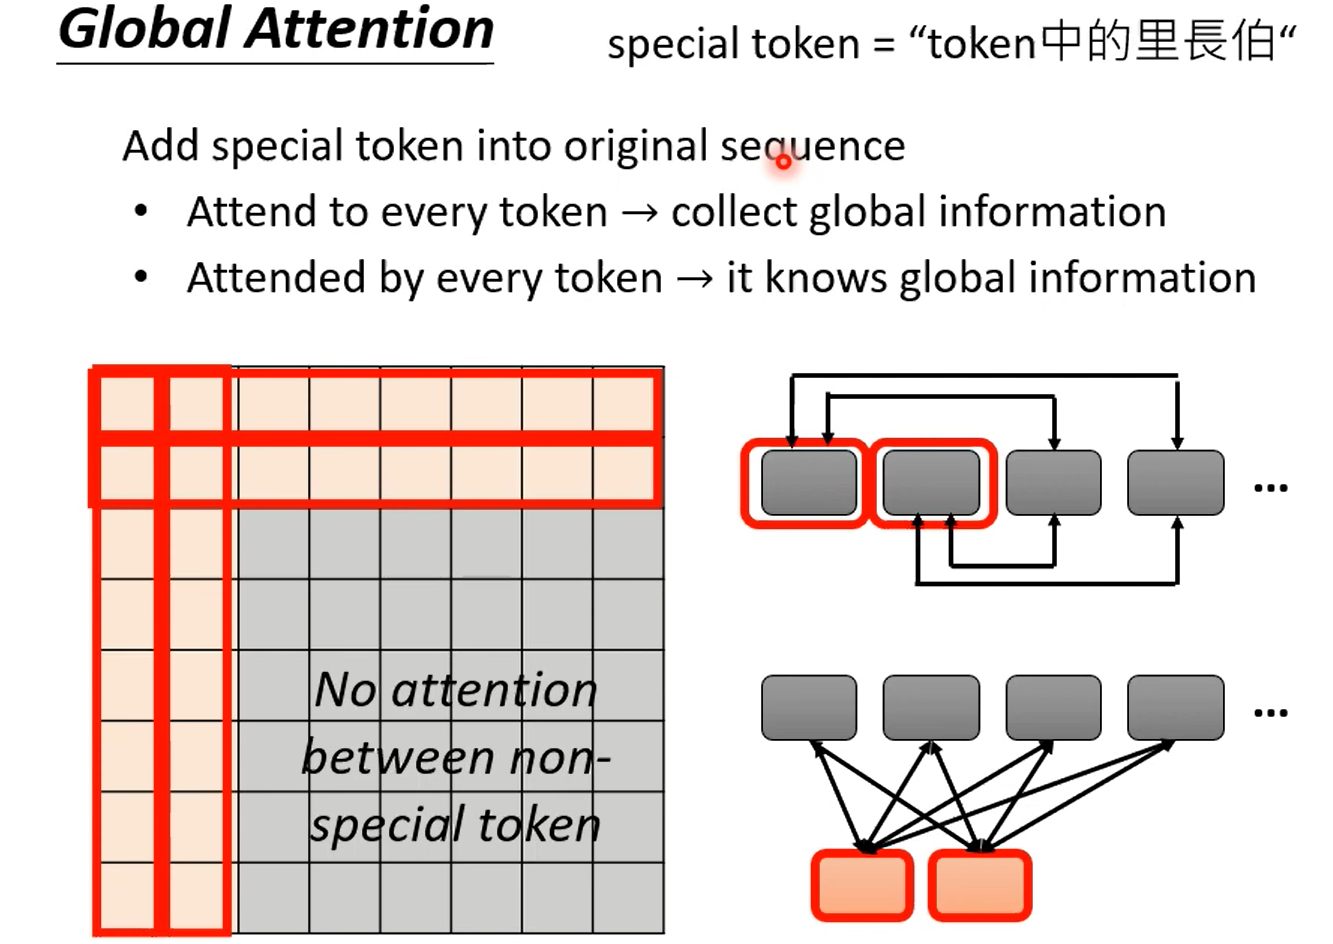 Global Attention
special token = “token中的里長伯“
Add special token into original sequence
• Attend to every token → collect global information
• Attended by every token → it knows global information
No attention
between non-
special token
...
...